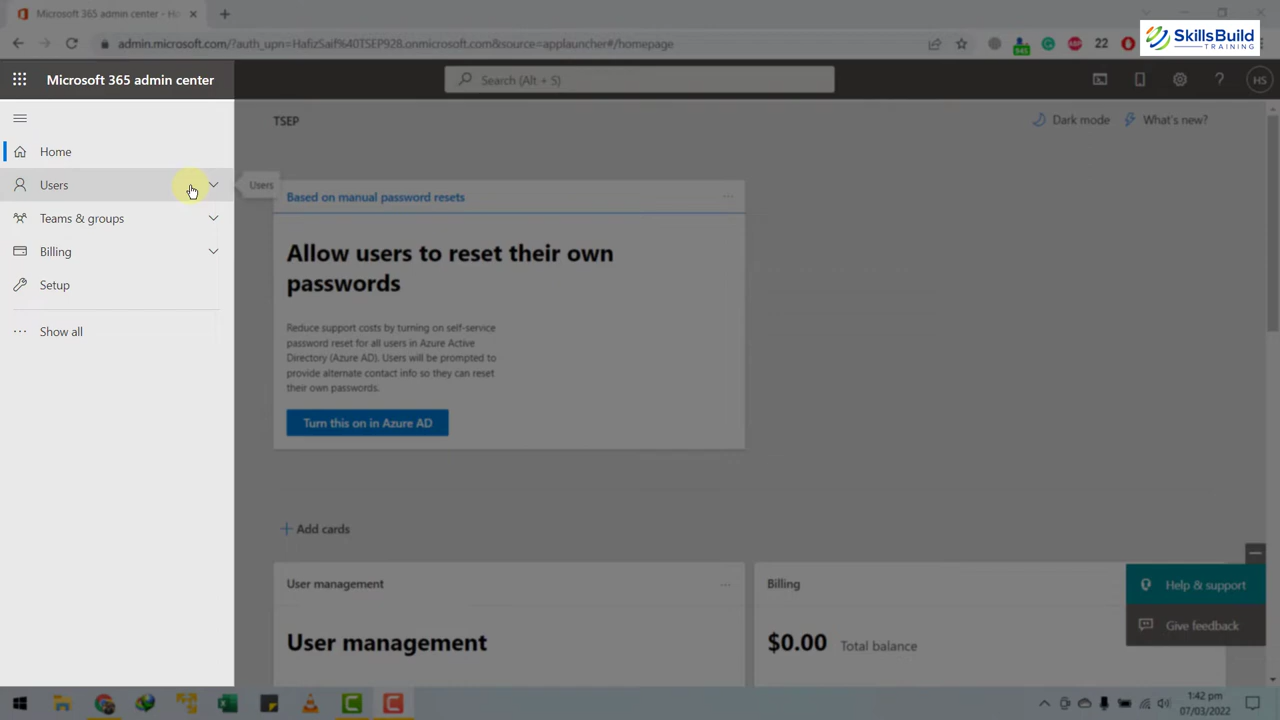 Microsoft 365 admin center - Ho
admin.microsoft.com/?auth_upn=HafizSaif%40TSEP928.onmicrosoft.com&source=applauncher#/homepage
945
ABP
22
SkillsBuild
TRAINING
Microsoft 365 admin center
Search (Alt + S)
HS
TSEP
Dark mode
What's new?
Home
Users
Users
Teams & groups
Billing
Setup
Show all
Based on manual password resets
Allow users to reset their own
passwords
Reduce support costs by turning on self-service
password reset for all users in Azure Active
Directory (Azure AD). Users will be prompted to
provide alternate contact info so they can reset
their own passwords.
Turn this on in Azure AD
Add cards
User management
User management
Billing
$0.00 Total balance
Help & support
Give feedback
1:42 pm
07/03/2022